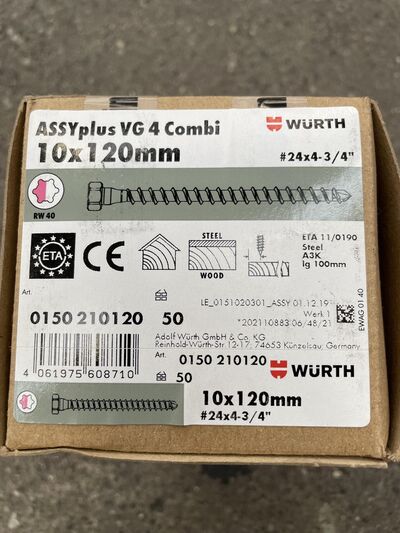 ASSYplus VG 4 Combi
WÜRTH
10x120mm
#24x4-3/4"
RW 40
ETA
CE
STEEL
WOOD
ETA 11/0190
Steel
A3K
lg 100mm
Art.
LE_0151020301_ASSY 01.12.19
Werk 1
0150 210120 50
*202110883 06/48/21
EWAG 01 40
Adolf Würth GmbH & Co. KG
Reinhold-Würth-Str.12-17; 74653 Künzelsau, Germany
Art. 0150 210120
4 061975 608710
50
WÜRTH
10x120mm
#24x4-3/4"